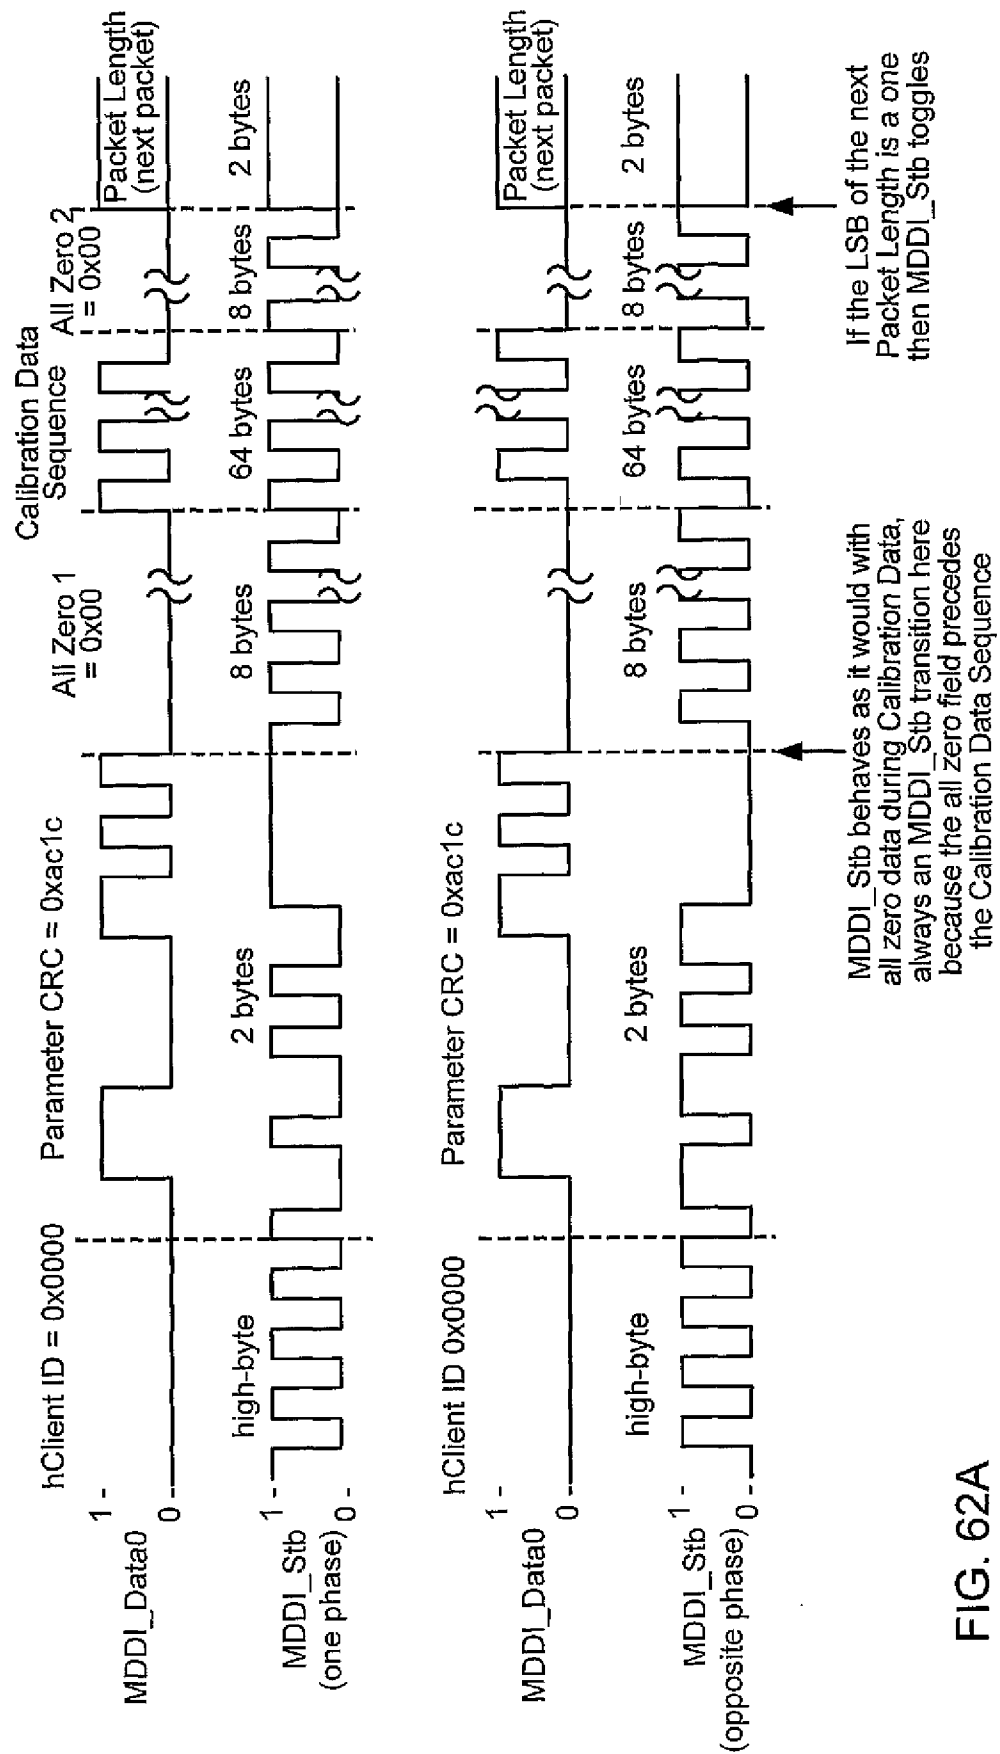 hClient ID = 0x0000
Parameter CRC = 0xac1c
All Zero 1
= 0x00
Calibration Data
Sequence
All Zero 2
= 0x00
Packet Length
(next packet)
1
0
MDDI_Data0
high-byte
2 bytes
8 bytes
64 bytes
8 bytes
2 bytes
1
0
MDDI_Stb
(one phase)
hClient ID 0x0000
Parameter CRC = 0xac1c
Packet Length
(next packet)
1
0
MDDI_Data0
high-byte
2 bytes
8 bytes
64 bytes
8 bytes
2 bytes
1
0
MDDI_Stb
(opposite phase)
MDDI_Stb behaves as it would with
all zero data during Calibration Data,
always an MDDI_Stb transition here
because the all zero field precedes
the Calibration Data Sequence
If the LSB of the next
Packet Length is a one
then MDDI_Stb toggles
FIG. 62A